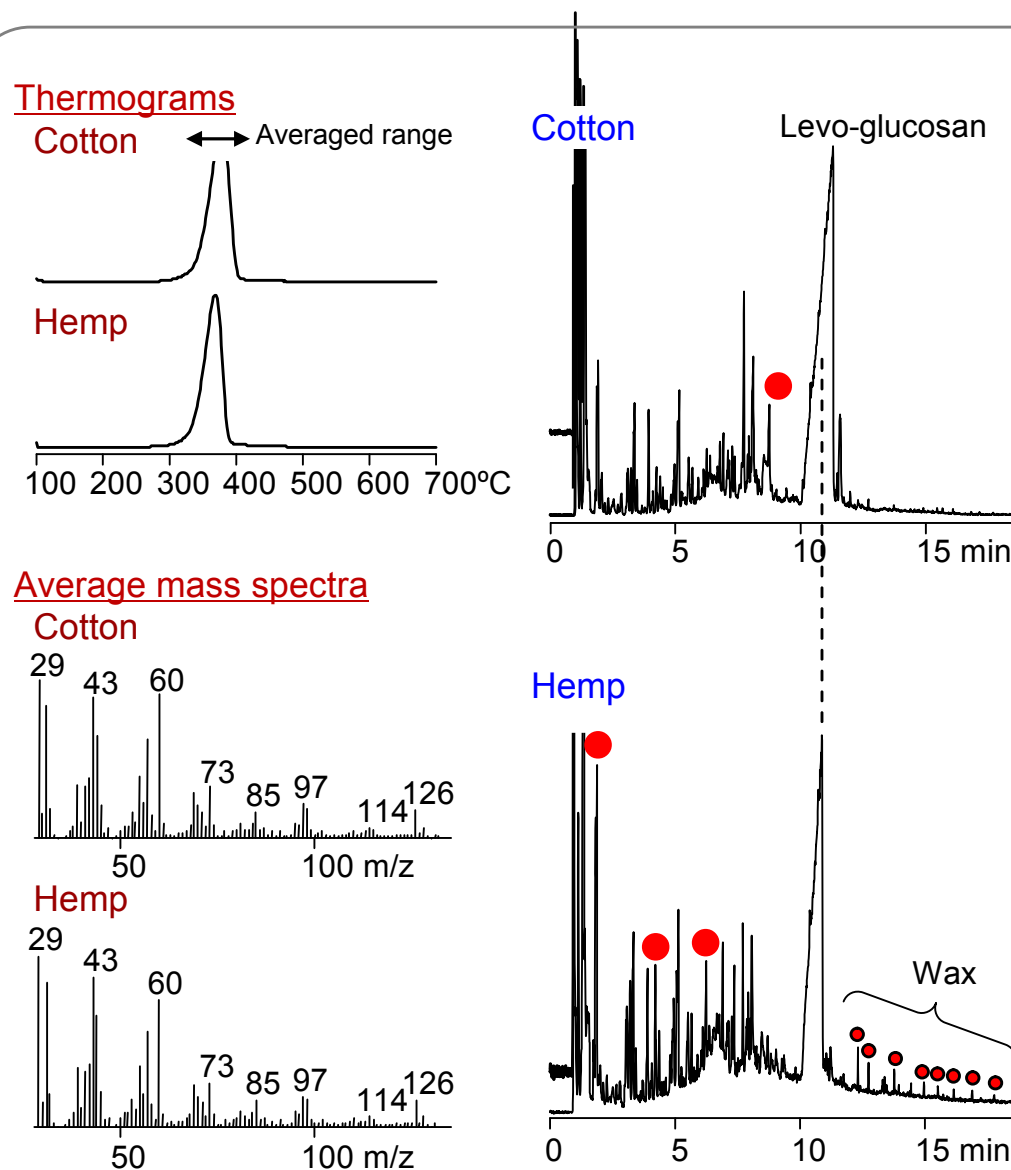 Thermograms
Cotton
Averaged range
Hemp
100 200 300 400 500 600 700ºC
Average mass spectra
Cotton
29 43 60 73 85 97 114 126
50 100 m/z
Hemp
29 43 60 73 85 97 114 126
50 100 m/z
Cotton
Levo-glucosan
0 5 10 15 min
Hemp
Wax
0 5 10 15 min